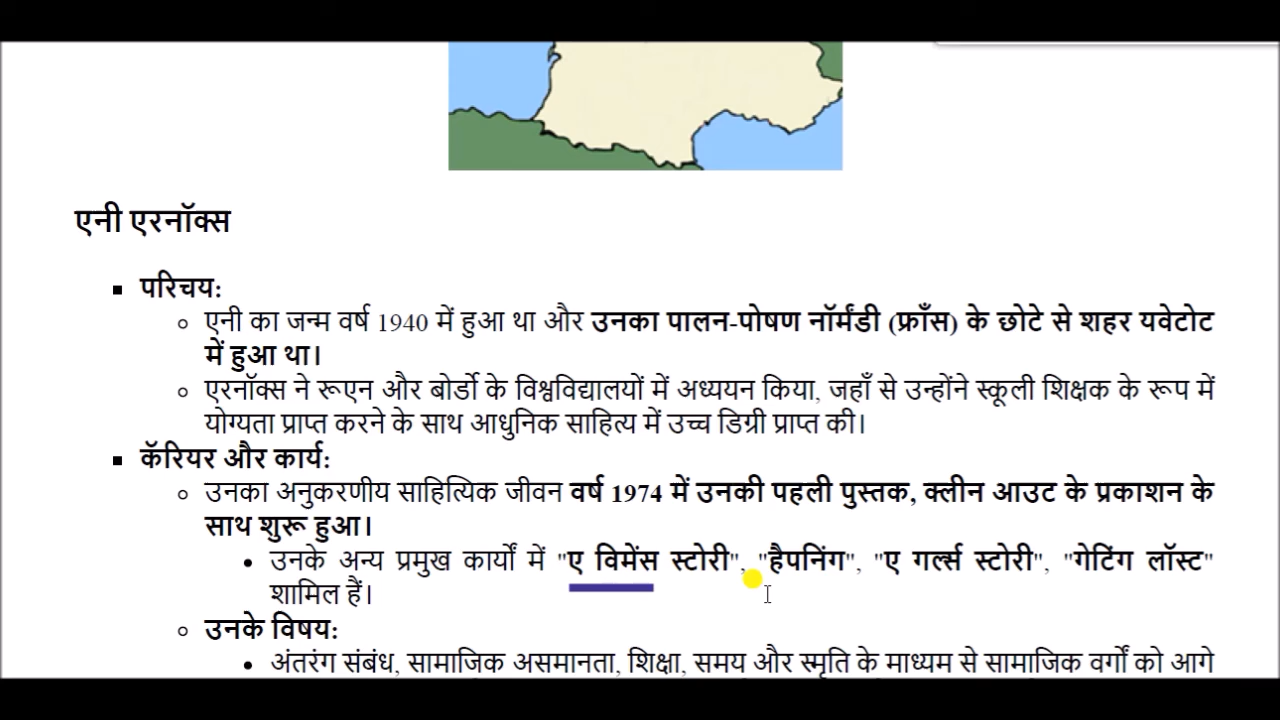 एनी एरनॉक्स
परिचय:
एनी का जन्म वर्ष 1940 में हुआ था और उनका पालन-पोषण नॉर्मंडी (फ्राँस) के छोटे से शहर यवेटोट
में हुआ था।
एरनॉक्स ने रूएन और बोर्डो के विश्वविद्यालयों में अध्ययन किया, जहाँ से उन्होंने स्कूली शिक्षक के रूप में
योग्यता प्राप्त करने के साथ आधुनिक साहित्य में उच्च डिग्री प्राप्त की।
कॅरियर और कार्य:
उनका अनुकरणीय साहित्यिक जीवन वर्ष 1974 में उनकी पहली पुस्तक, क्लीन आउट के प्रकाशन के
साथ शुरू हुआ।
उनके अन्य प्रमुख कार्यों में "ए विमेंस स्टोरी", "हैपनिंग", "ए गर्ल्स स्टोरी", "गेटिंग लॉस्ट"
शामिल हैं।
उनके विषय:
अंतरंग संबंध, सामाजिक असमानता, शिक्षा, समय और स्मृति के माध्यम से सामाजिक वर्गों को आगे